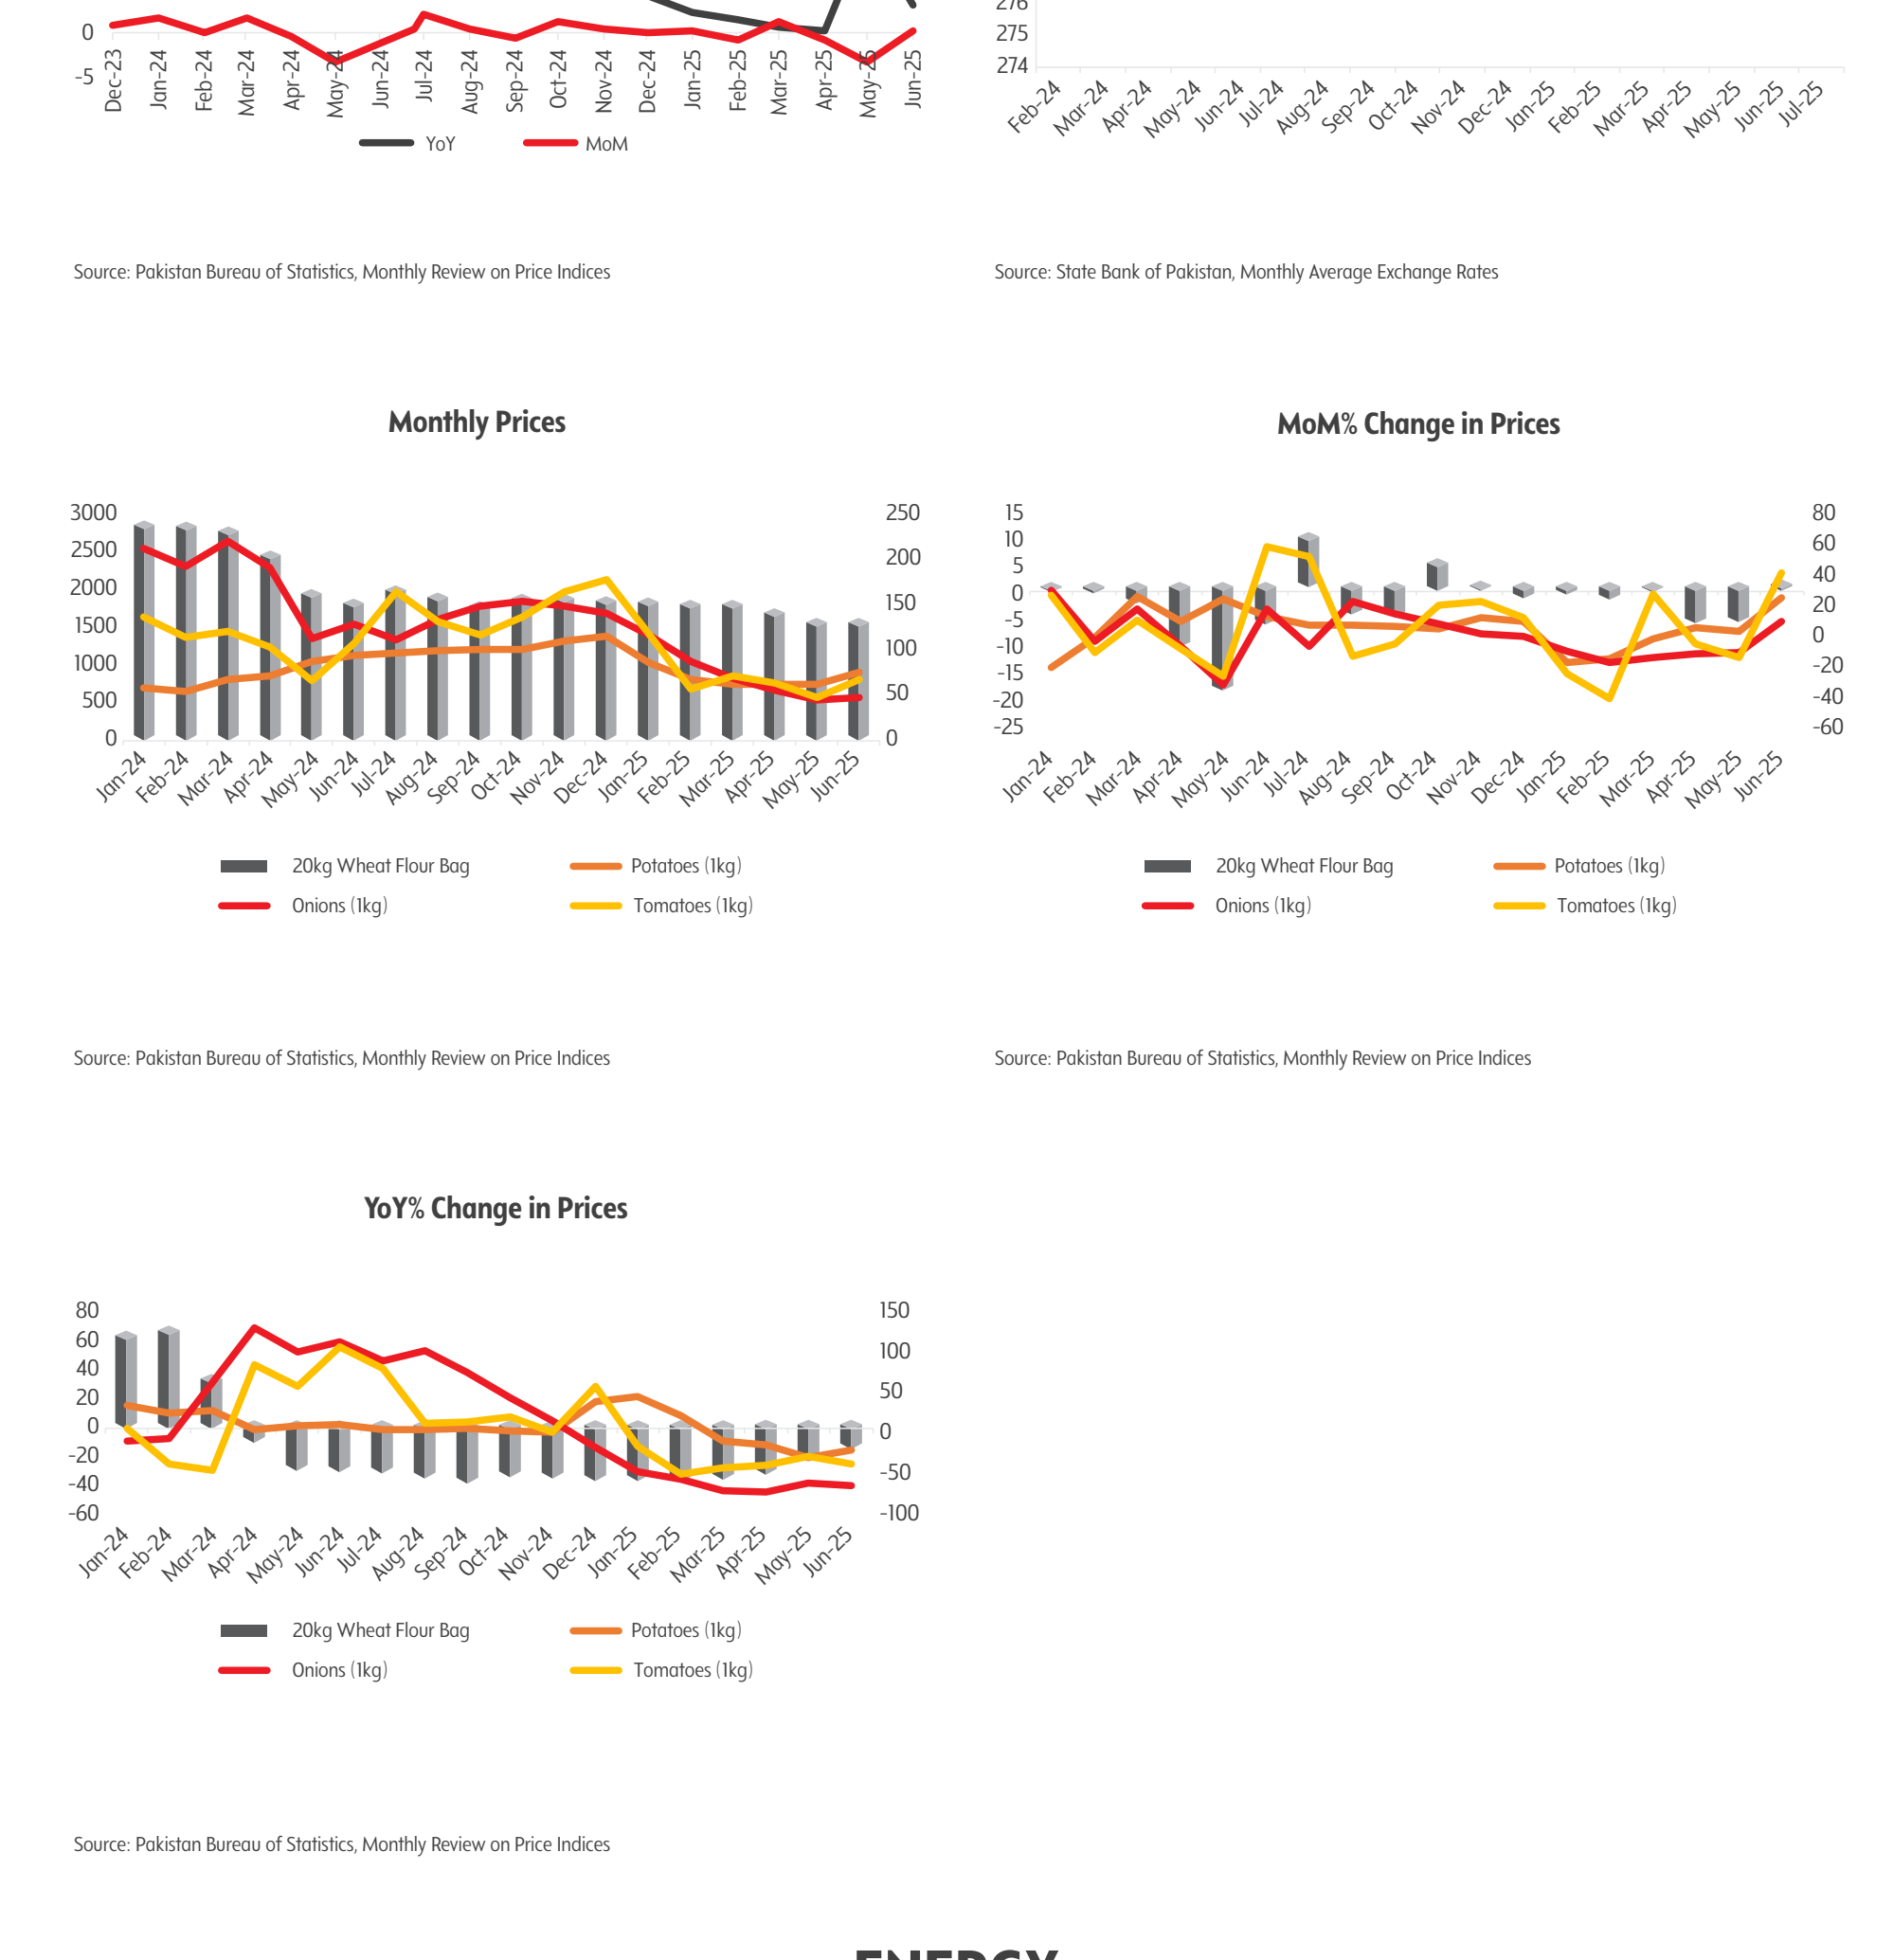 0
-5
Dec-23
Jan-24
Feb-24
Mar-24
Apr-24
May-24
Jun-24
Jul-24
Aug-24
Sep-24
Oct-24
Nov-24
Dec-24
Jan-25
Feb-25
Mar-25
Apr-25
May-25
Jun-25
YoY
MoM
276
275
274
Feb-24
Mar-24
Apr-24
May-24
Jun-24
Jul-24
Aug-24
Sep-24
Oct-24
Nov-24
Dec-24
Jan-25
Feb-25
Mar-25
Apr-25
May-25
Jun-25
Jul-25
Source: Pakistan Bureau of Statistics, Monthly Review on Price Indices
Source: State Bank of Pakistan, Monthly Average Exchange Rates
Monthly Prices
3000
2500
2000
1500
1000
500
0
250
200
150
100
50
0
Jan-24
Feb-24
Mar-24
Apr-24
May-24
Jun-24
Jul-24
Aug-24
Sep-24
Oct-24
Nov-24
Dec-24
Jan-25
Feb-25
Mar-25
Apr-25
May-25
Jun-25
20kg Wheat Flour Bag
Potatoes (1kg)
Onions (1kg)
Tomatoes (1kg)
Source: Pakistan Bureau of Statistics, Monthly Review on Price Indices
MoM% Change in Prices
15
10
5
0
-5
-10
-15
-20
-25
80
60
40
20
0
-20
-40
-60
Jan-24
Feb-24
Mar-24
Apr-24
May-24
Jun-24
Jul-24
Aug-24
Sep-24
Oct-24
Nov-24
Dec-24
Jan-25
Feb-25
Mar-25
Apr-25
May-25
Jun-25
20kg Wheat Flour Bag
Potatoes (1kg)
Onions (1kg)
Tomatoes (1kg)
Source: Pakistan Bureau of Statistics, Monthly Review on Price Indices
YoY% Change in Prices
80
60
40
20
0
-20
-40
-60
150
100
50
0
-50
-100
Jan-24
Feb-24
Mar-24
Apr-24
May-24
Jun-24
Jul-24
Aug-24
Sep-24
Oct-24
Nov-24
Dec-24
Jan-25
Feb-25
Mar-25
Apr-25
May-25
Jun-25
20kg Wheat Flour Bag
Potatoes (1kg)
Onions (1kg)
Tomatoes (1kg)
Source: Pakistan Bureau of Statistics, Monthly Review on Price Indices
ENERGY